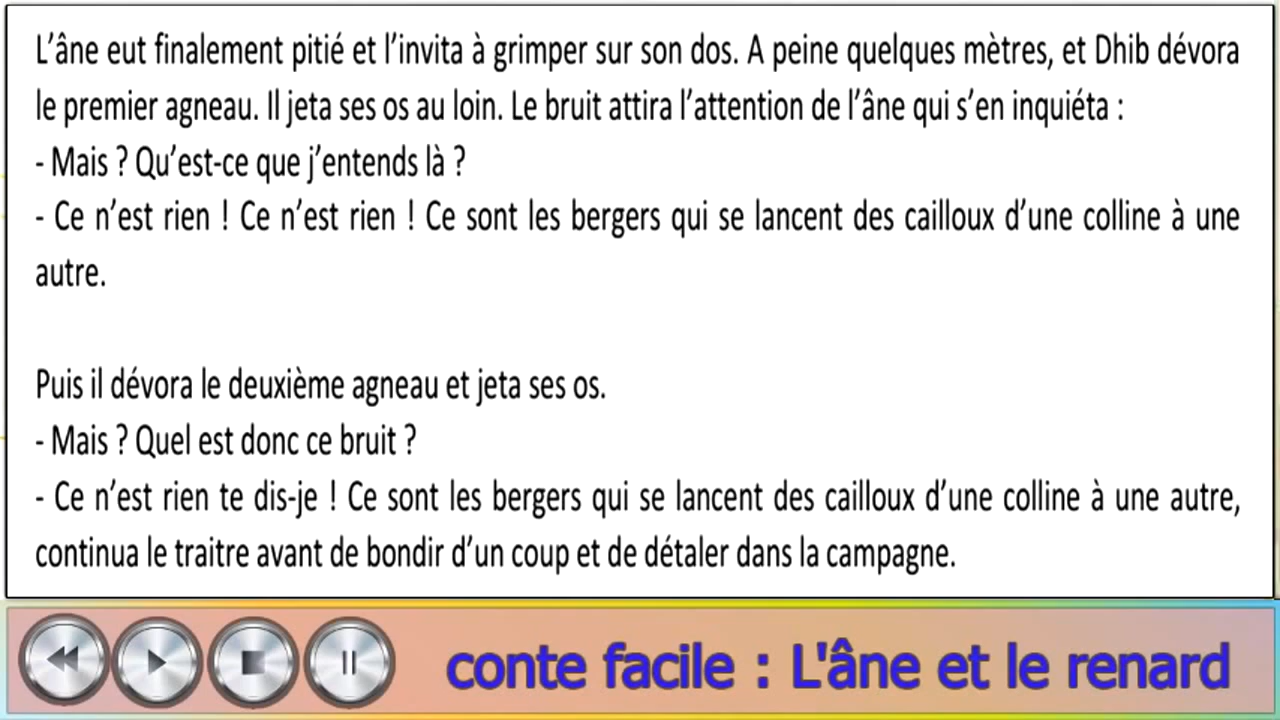 L’âne eut finalement pitié et l’invita à grimper sur son dos. A peine quelques mètres, et Dhib dévora
le premier agneau. Il jeta ses os au loin. Le bruit attira l’attention de l’âne qui s’en inquiéta :
- Mais ? Qu’est-ce que j’entends là ?
- Ce n’est rien ! Ce n’est rien ! Ce sont les bergers qui se lancent des cailloux d’une colline à une
autre.
Puis il dévora le deuxième agneau et jeta ses os.
- Mais ? Quel est donc ce bruit ?
- Ce n’est rien te dis-je ! Ce sont les bergers qui se lancent des cailloux d’une colline à une autre,
continua le traitre avant de bondir d’un coup et de détaler dans la campagne.
conte facile : L'âne et le renard